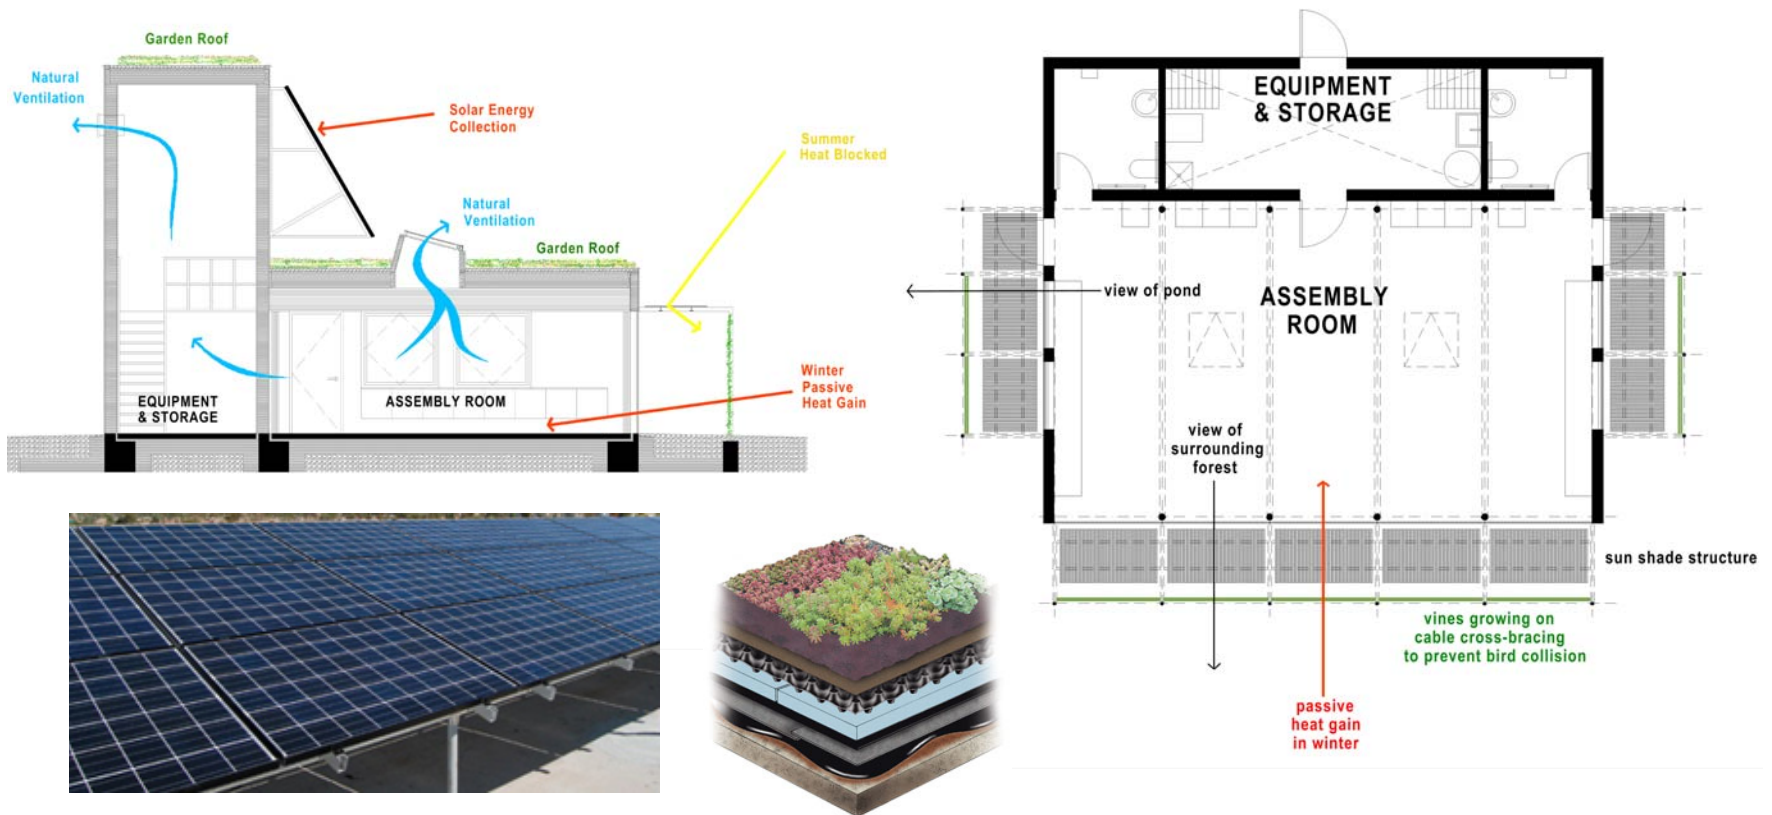 Garden Roof
Natural
Ventilation
Solar Energy
Collection
Summer
Heat Blocked
Natural
Ventilation
Garden Roof
Winter
Passive
Heat Gain
EQUIPMENT
& STORAGE
ASSEMBLY ROOM
EQUIPMENT
& STORAGE
view of pond
ASSEMBLY
ROOM
view of
surrounding
forest
sun shade structure
vines growing on
cable cross-bracing
to prevent bird collision
passive
heat gain
in winter